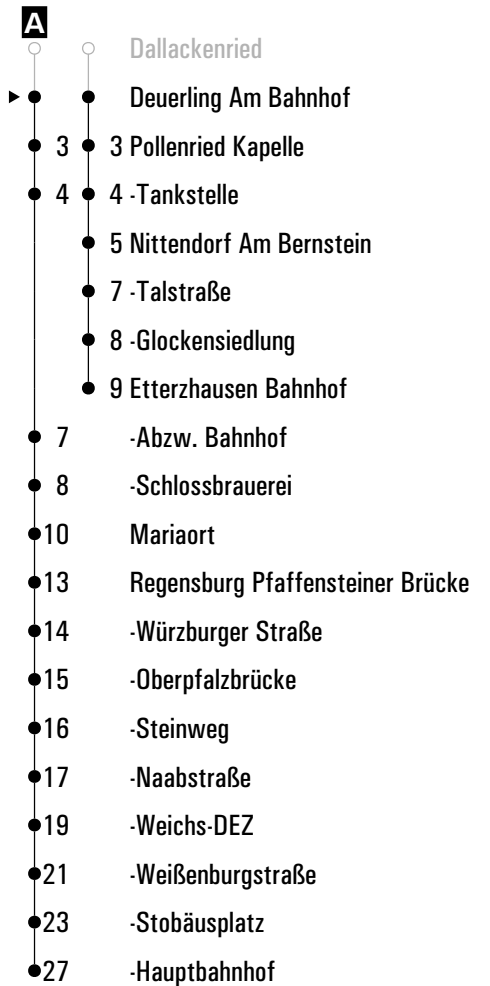 A
Dallackenried
Deuerling Am Bahnhof
3 3 Pollenried Kapelle
4 4 -Tankstelle
5 Nittendorf Am Bernstein
7 -Talstraße
8 -Glockensiedlung
9 Etterzhausen Bahnhof
7 -Abzw. Bahnhof
8 -Schlossbrauerei
10 Mariaort
13 Regensburg Pfaffensteiner Brücke
14 -Würzburger Straße
15 -Oberpfalzbrücke
16 -Steinweg
17 -Naabstraße
19 -Weichs-DEZ
21 -Weißenburgstraße
23 -Stobäusplatz
27 -Hauptbahnhof